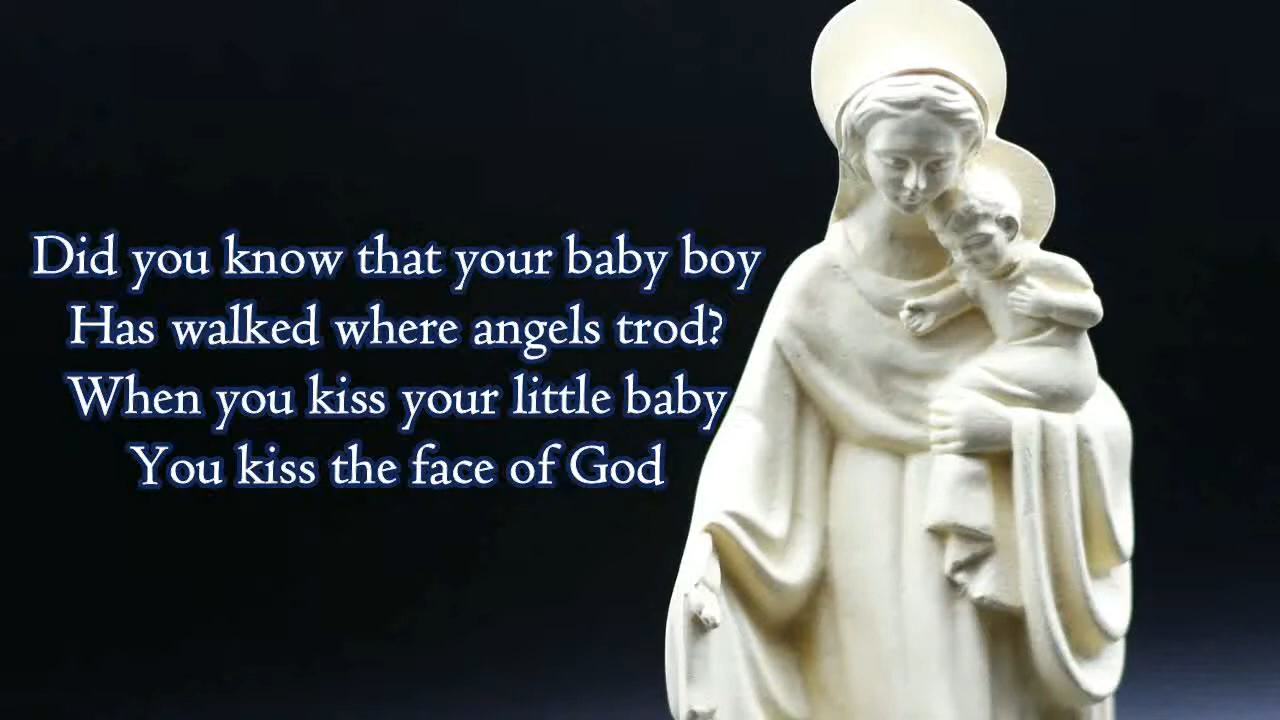 Did you know that your baby boy
Has walked where angels trod?
When you kiss your little baby
You kiss the face of God